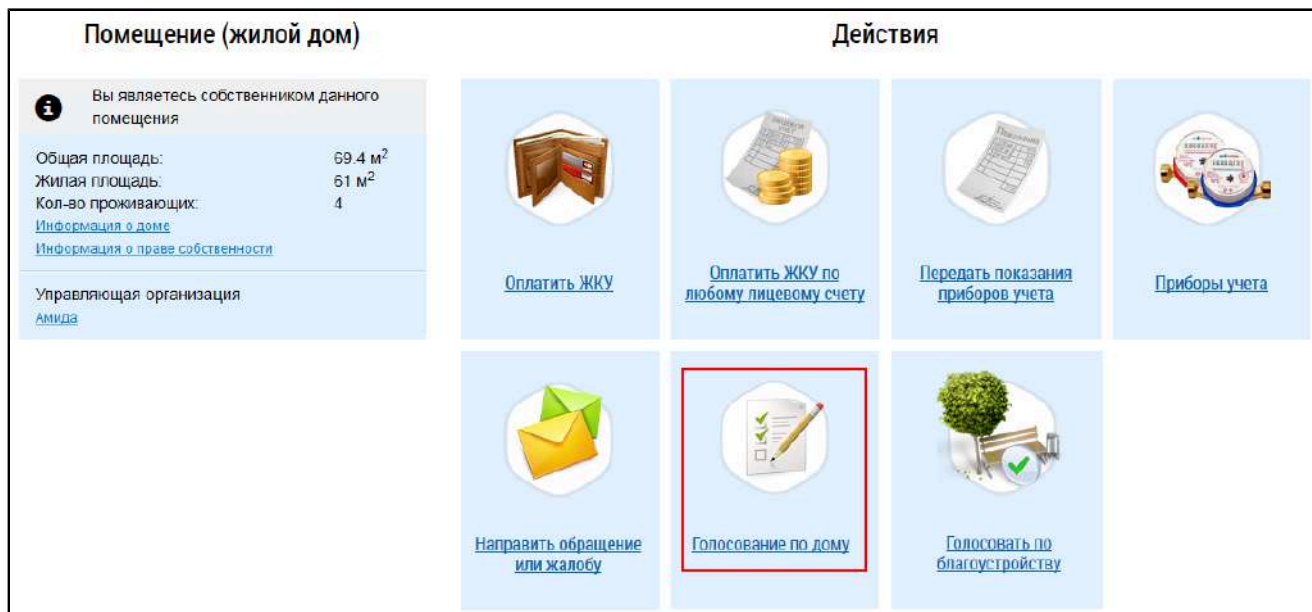 Помещение (жилой дом)
Действия
Вы являетесь собственником данного
помещения
Общая площадь: 69.4 м²
Жилая площадь: 61 м²
Кол-во проживающих: 4
Информация о доме
Информация о праве собственности
Управляющая организация
Амида
Оплатить ЖКУ
Оплатить ЖКУ по
любому лицевому счету
Передать показания
приборов учета
Приборы учета
Направить обращение
или жалобу
Голосование по дому
Голосовать по
благоустройству